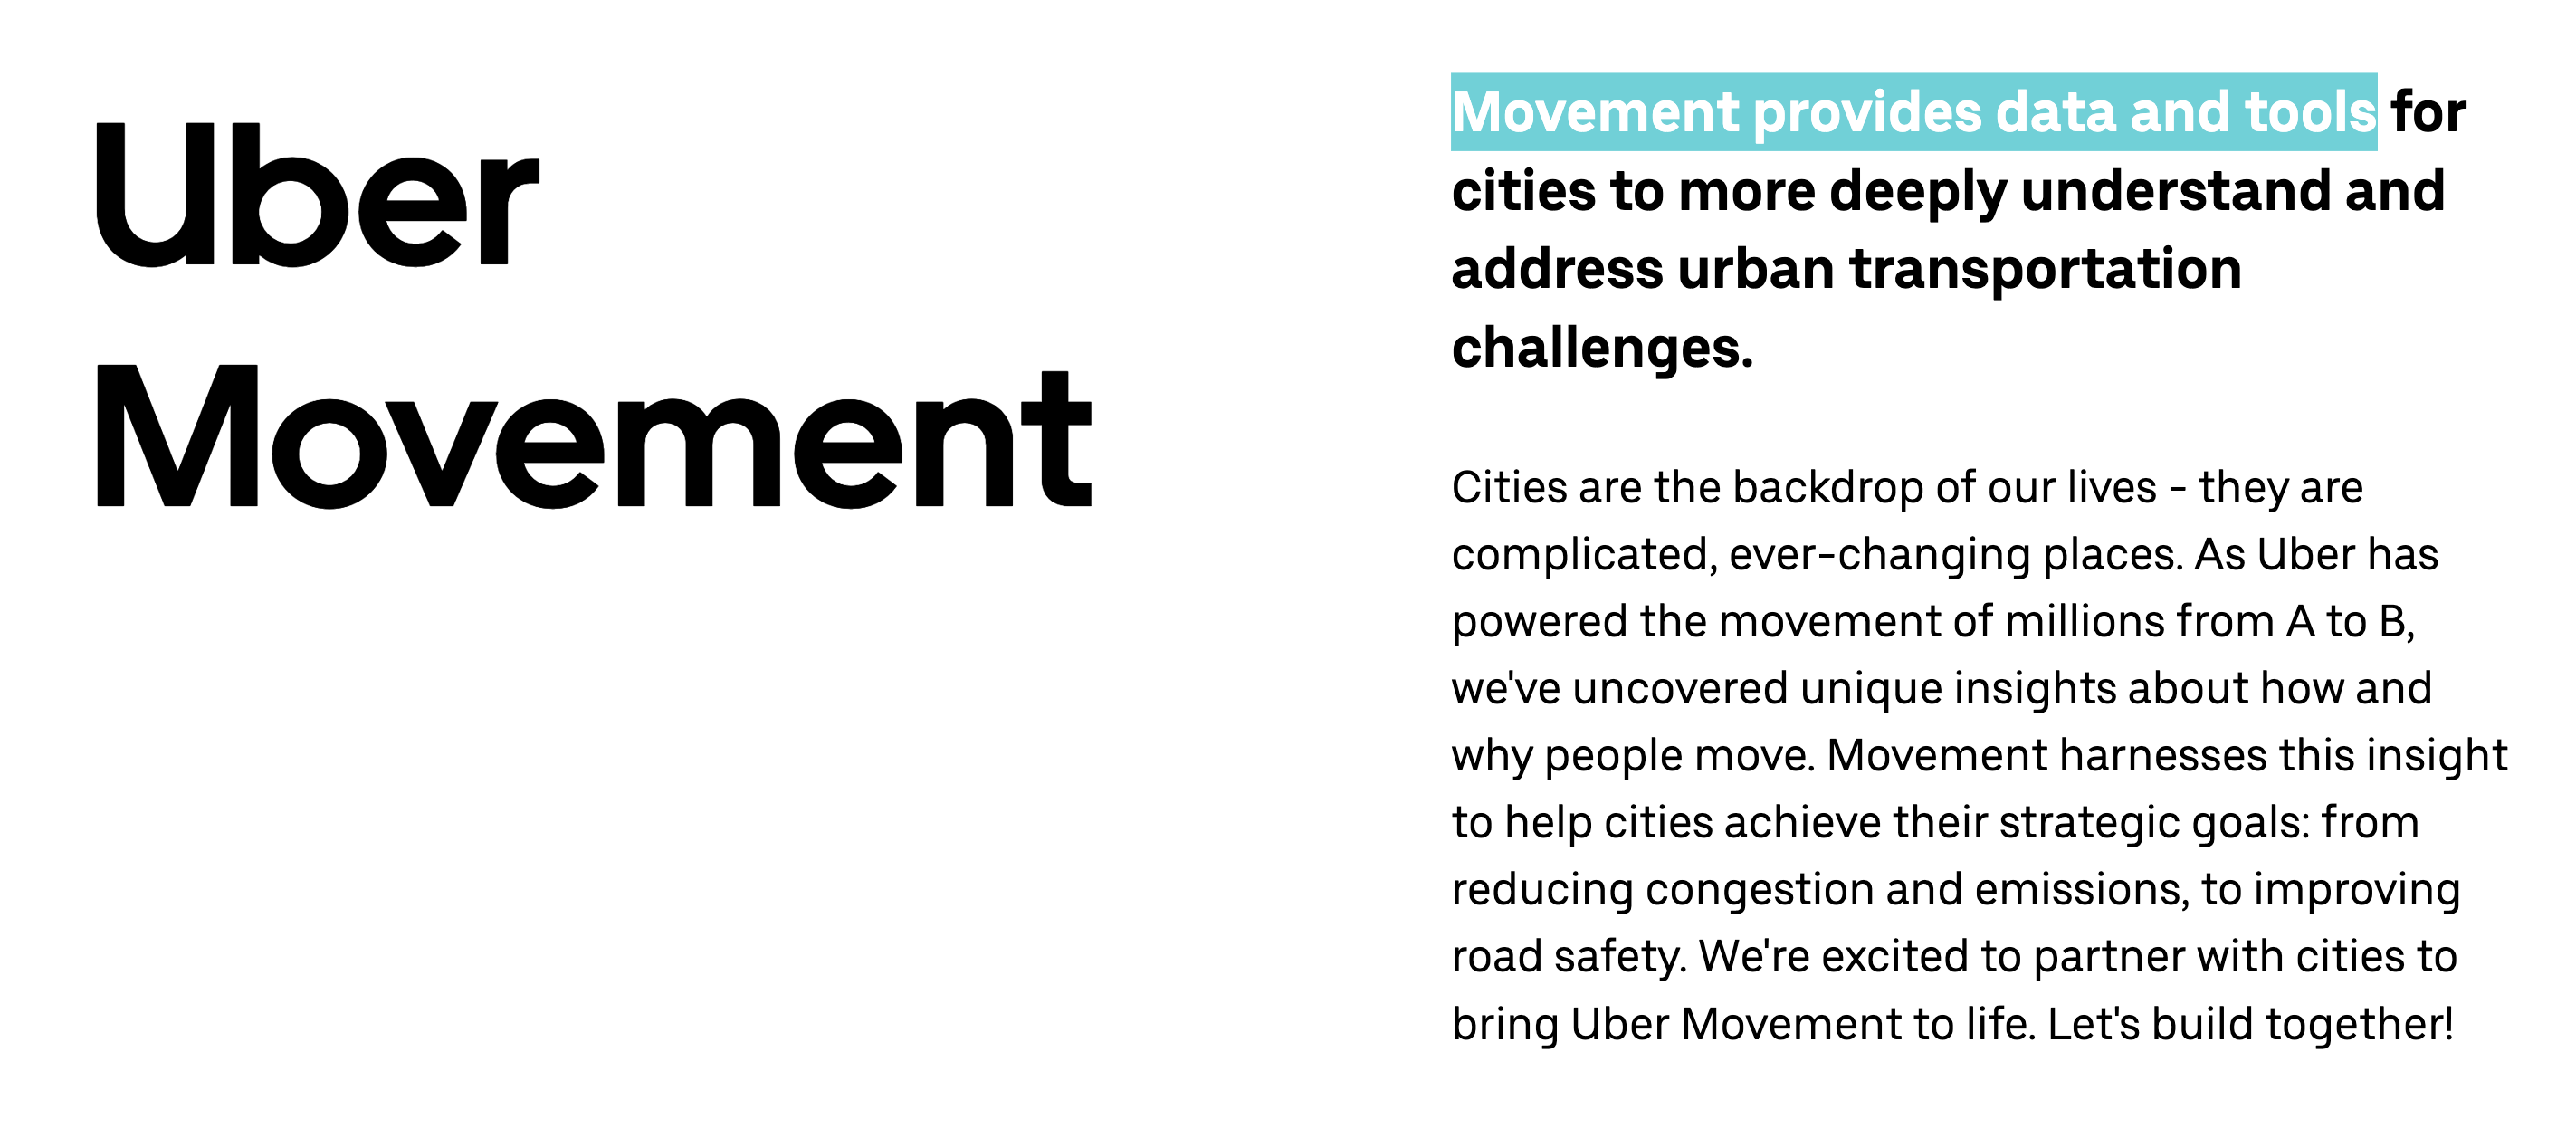 Uber
Movement
Movement provides data and tools for
cities to more deeply understand and
address urban transportation
challenges.
Cities are the backdrop of our lives - they are
complicated, ever-changing places. As Uber has
powered the movement of millions from A to B,
we've uncovered unique insights about how and
why people move. Movement harnesses this insight
to help cities achieve their strategic goals: from
reducing congestion and emissions, to improving
road safety. We're excited to partner with cities to
bring Uber Movement to life. Let's build together!